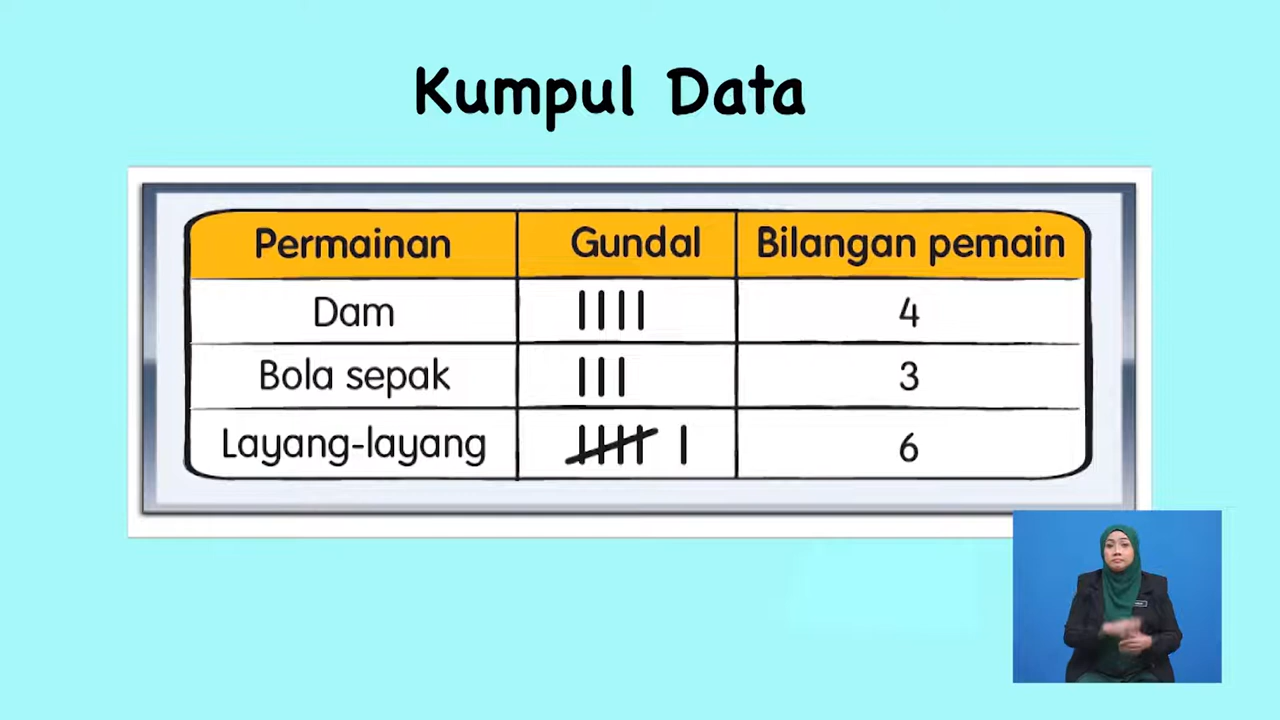 Kumpul Data
Permainan Gundal Bilangan pemain
Dam 4
Bola sepak 3
Layang-layang 6